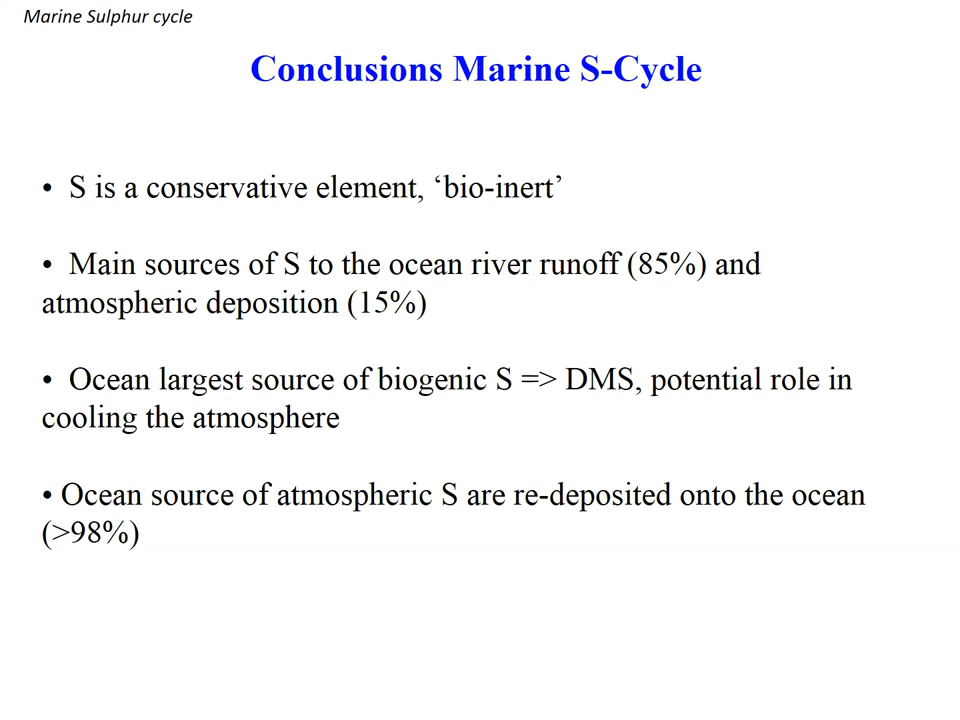 Marine Sulphur cycle
Conclusions Marine S-Cycle
• S is a conservative element, ‘bio-inert’
• Main sources of S to the ocean river runoff (85%) and
atmospheric deposition (15%)
• Ocean largest source of biogenic S => DMS, potential role in
cooling the atmosphere
• Ocean source of atmospheric S are re-deposited onto the ocean
(>98%)